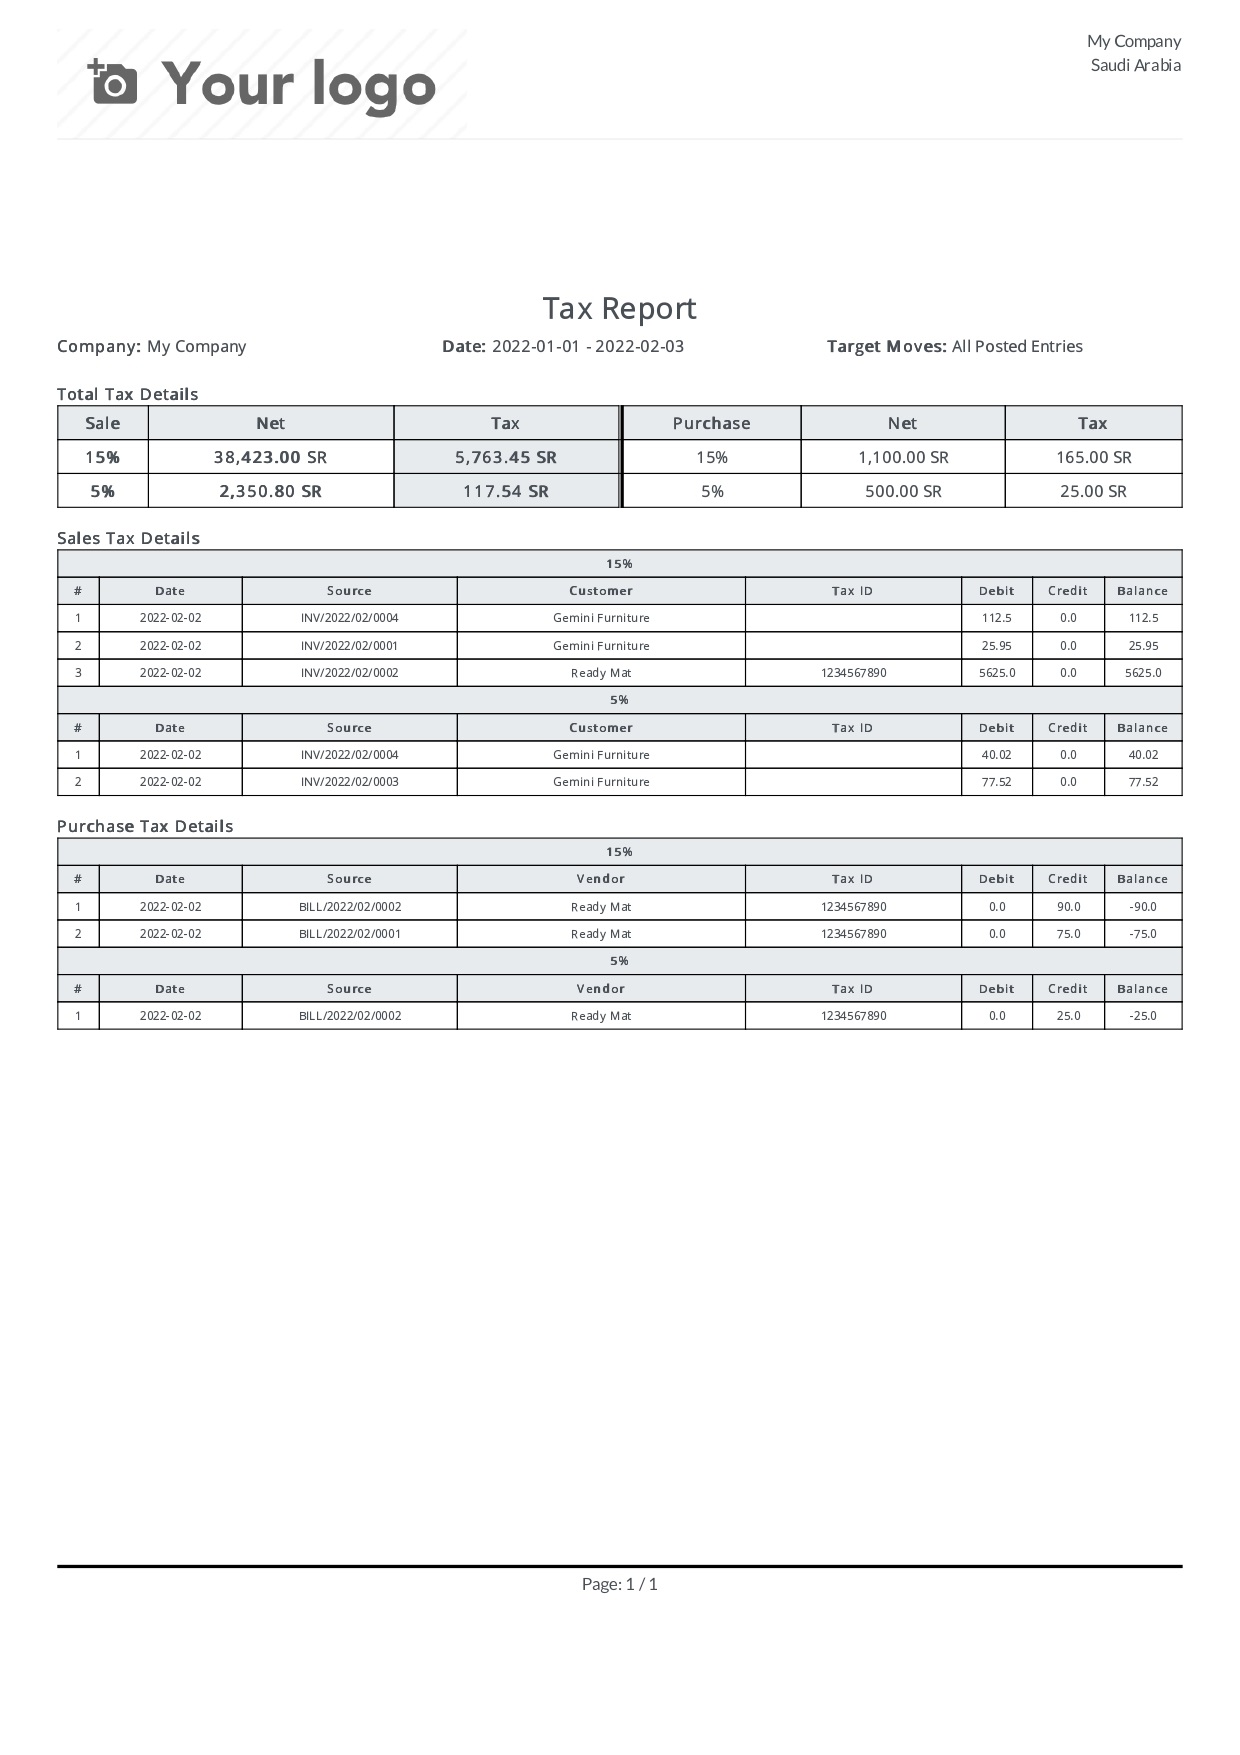 Your logo
My Company
Saudi Arabia
Tax Report
Company: My Company Date: 2022-01-01 - 2022-02-03 Target Moves: All Posted Entries
Total Tax Details
Sale Net Tax Purchase Net Tax
15% 38,423.00 SR 5,763.45 SR 15% 1,100.00 SR 165.00 SR
5% 2,350.80 SR 117.54 SR 5% 500.00 SR 25.00 SR
Sales Tax Details
15%
# Date Source Customer Tax ID Debit Credit Balance
1 2022-02-02 INV/2022/02/0004 Gemini Furniture 112.5 0.0 112.5
2 2022-02-02 INV/2022/02/0001 Gemini Furniture 25.95 0.0 25.95
3 2022-02-02 INV/2022/02/0002 Ready Mat 1234567890 5625.0 0.0 5625.0
5%
# Date Source Customer Tax ID Debit Credit Balance
1 2022-02-02 INV/2022/02/0004 Gemini Furniture 40.02 0.0 40.02
2 2022-02-02 INV/2022/02/0003 Gemini Furniture 77.52 0.0 77.52
Purchase Tax Details
15%
# Date Source Vendor Tax ID Debit Credit Balance
1 2022-02-02 BILL/2022/02/0002 Ready Mat 1234567890 0.0 90.0 -90.0
2 2022-02-02 BILL/2022/02/0001 Ready Mat 1234567890 0.0 75.0 -75.0
5%
# Date Source Vendor Tax ID Debit Credit Balance
1 2022-02-02 BILL/2022/02/0002 Ready Mat 1234567890 0.0 25.0 -25.0
Page: 1 / 1